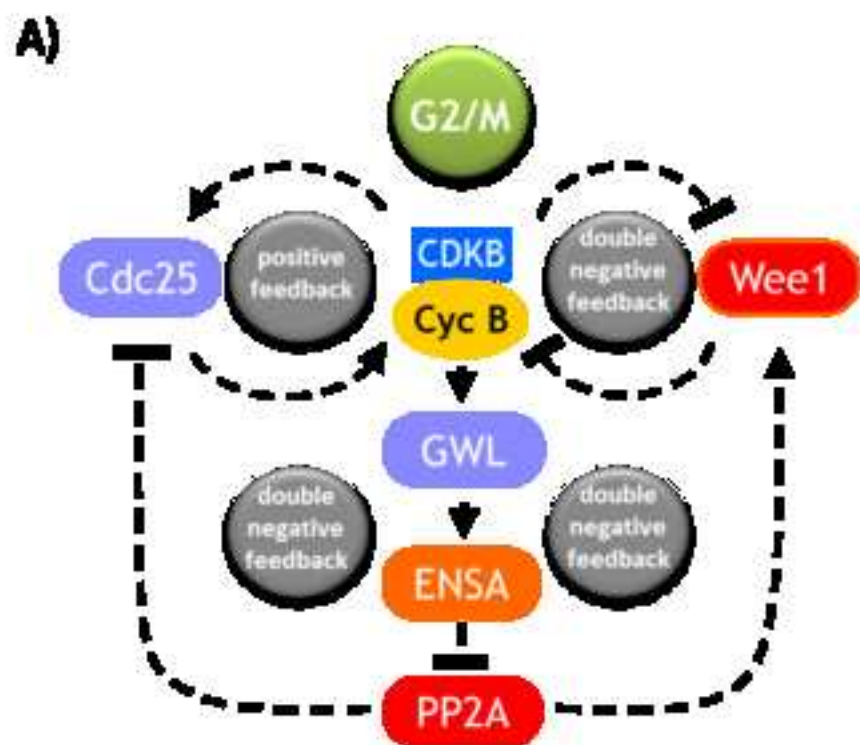 A)
G2/M
Cdc25
positive
feedback
CDKB
Cyc B
double
negative
feedback
Wee1
GWL
double
negative
feedback
double
negative
feedback
ENSA
PP2A